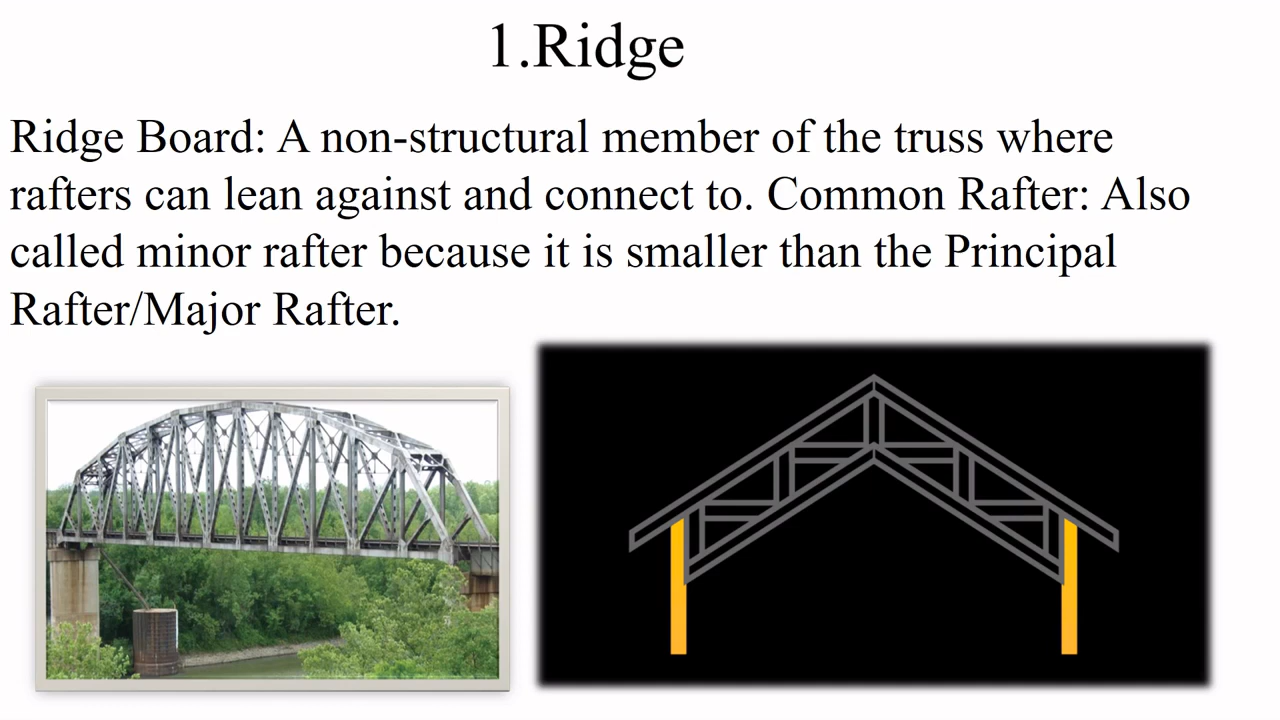 1.Ridge
Ridge Board: A non-structural member of the truss where
rafters can lean against and connect to. Common Rafter: Also
called minor rafter because it is smaller than the Principal
Rafter/Major Rafter.